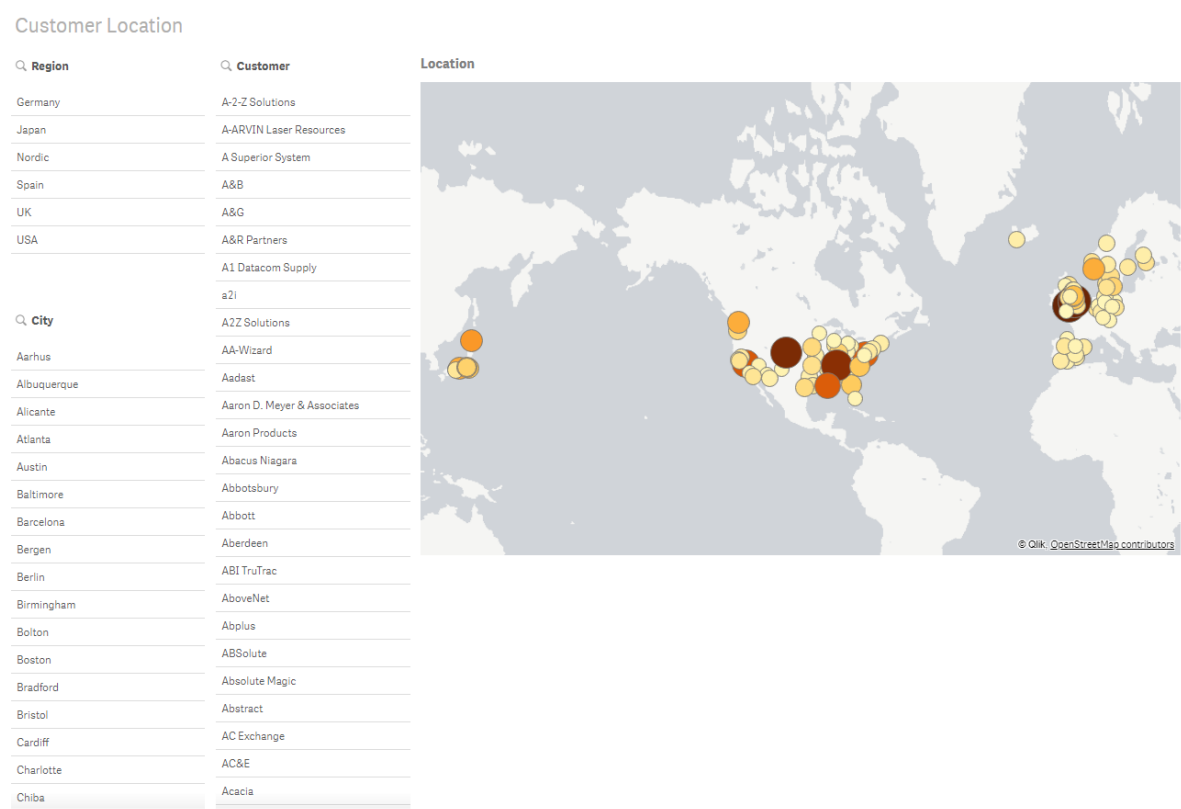 Customer Location
Region
Germany
Japan
Nordic
Spain
UK
USA
City
Aarhus
Albuquerque
Alicante
Atlanta
Austin
Baltimore
Barcelona
Bergen
Berlin
Birmingham
Bolton
Boston
Bradford
Bristol
Cardiff
Charlotte
Chiba
Customer
A-2-Z Solutions
A-ARVIN Laser Resources
A Superior System
A&B
A&G
A&R Partners
A1 Datacom Supply
a2i
A2Z Solutions
AA-Wizard
Aadast
Aaron D. Meyer & Associates
Aaron Products
Abacus Niagara
Abbotsbury
Abbott
Aberdeen
ABI TruTrac
AboveNet
Abplus
ABSolute
Absolute Magic
Abstract
AC Exchange
AC&E
Acacia
Location
© Qlik, OpenStreetMap contributors